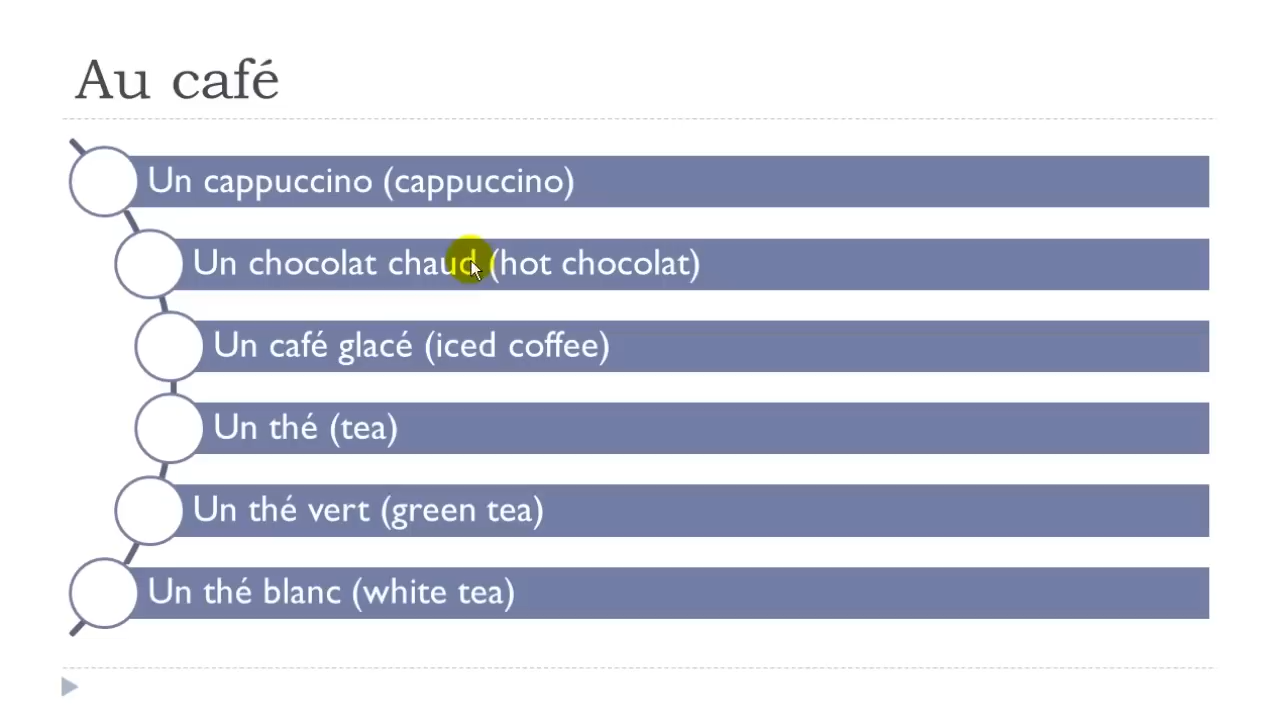 Au café
Un cappuccino (cappuccino)
Un chocolat chaud (hot chocolat)
Un café glacé (iced coffee)
Un thé (tea)
Un thé vert (green tea)
Un thé blanc (white tea)